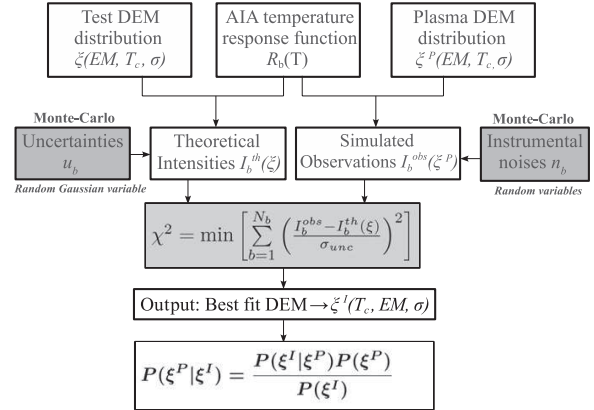 Test DEM
distribution
ξ(EM, T_c, σ)
AIA temperature
response function
R_b(T)
Plasma DEM
distribution
ξ^P(EM, T_c, σ)
Monte-Carlo
Uncertainties
u_b
Random Gaussian variable
Theoretical
Intensities I_b^th(ξ)
Simulated
Observations I_b^obs(ξ^P)
Monte-Carlo
Instrumental
noises n_b
Random variables
χ² = min [ ∑_{b=1}^{N_b} ( (I_b^obs − I_b^th(ξ)) / σ_unc )² ]
Output: Best fit DEM → ξ^I(T_c, EM, σ)
P(ξ^P|ξ^I) = P(ξ^I|ξ^P)P(ξ^P) / P(ξ^I)